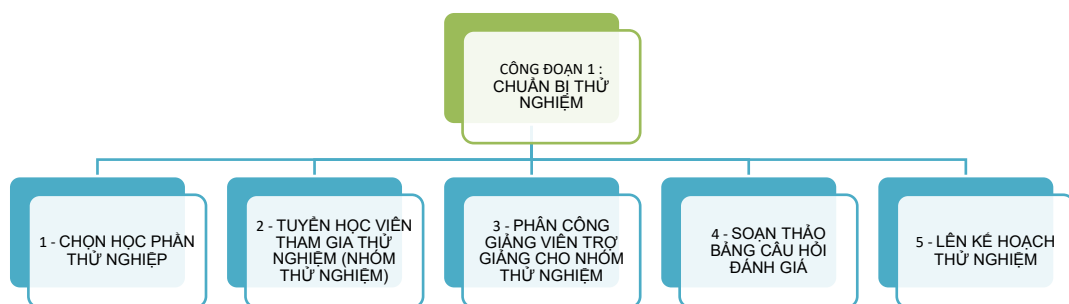 CÔNG ĐOẠN 1 :
CHUẨN BỊ THỬ
NGHIỆM
1 - CHỌN HỌC PHẦN
THỬ NGHIỆP
2 - TUYỂN HỌC VIÊN
THAM GIA THỬ
NGHIỆM (NHÓM
THỬ NGHIỆM)
3 - PHÂN CÔNG
GIẢNG VIÊN TRỢ
GIẢNG CHO NHÓM
THỬ NGHIỆM
4 - SOẠN THẢO
BẢNG CÂU HỎI
ĐÁNH GIÁ
5 - LÊN KẾ HOẠCH
THỬ NGHIỆM